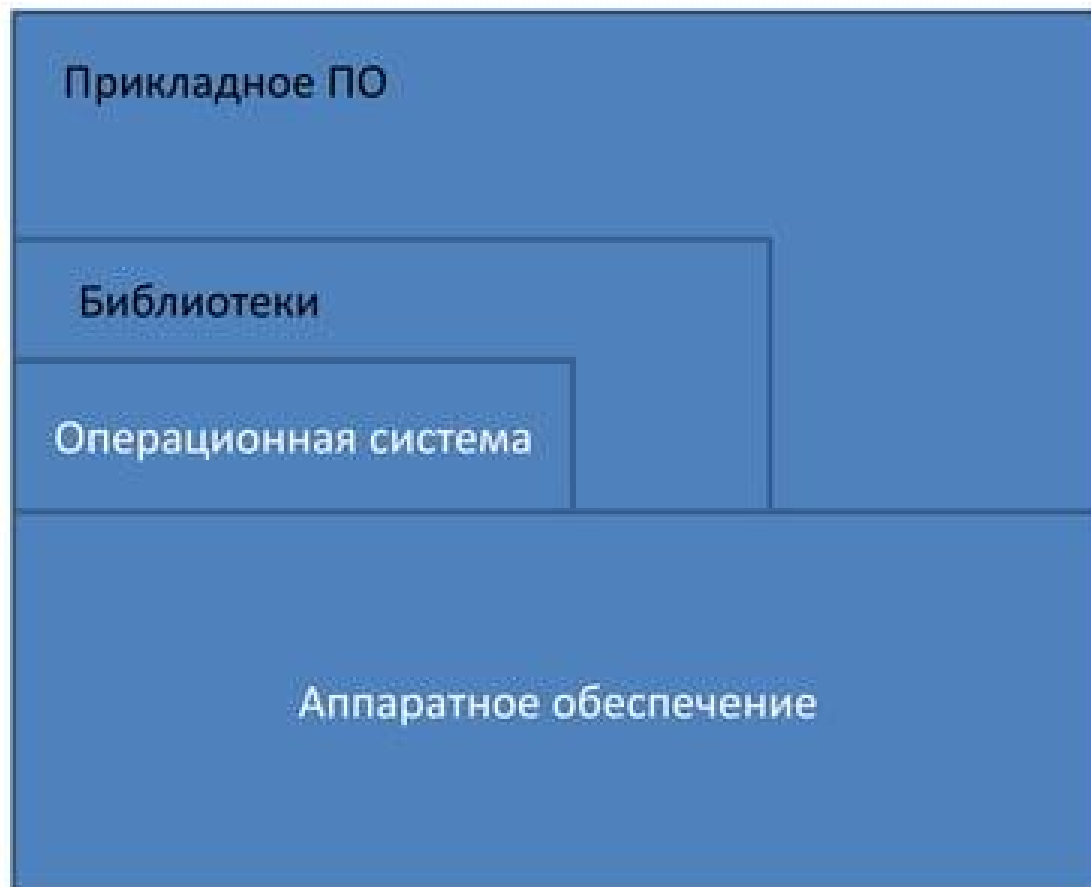 Прикладное ПО
Библиотеки
Операционная система
Аппаратное обеспечение